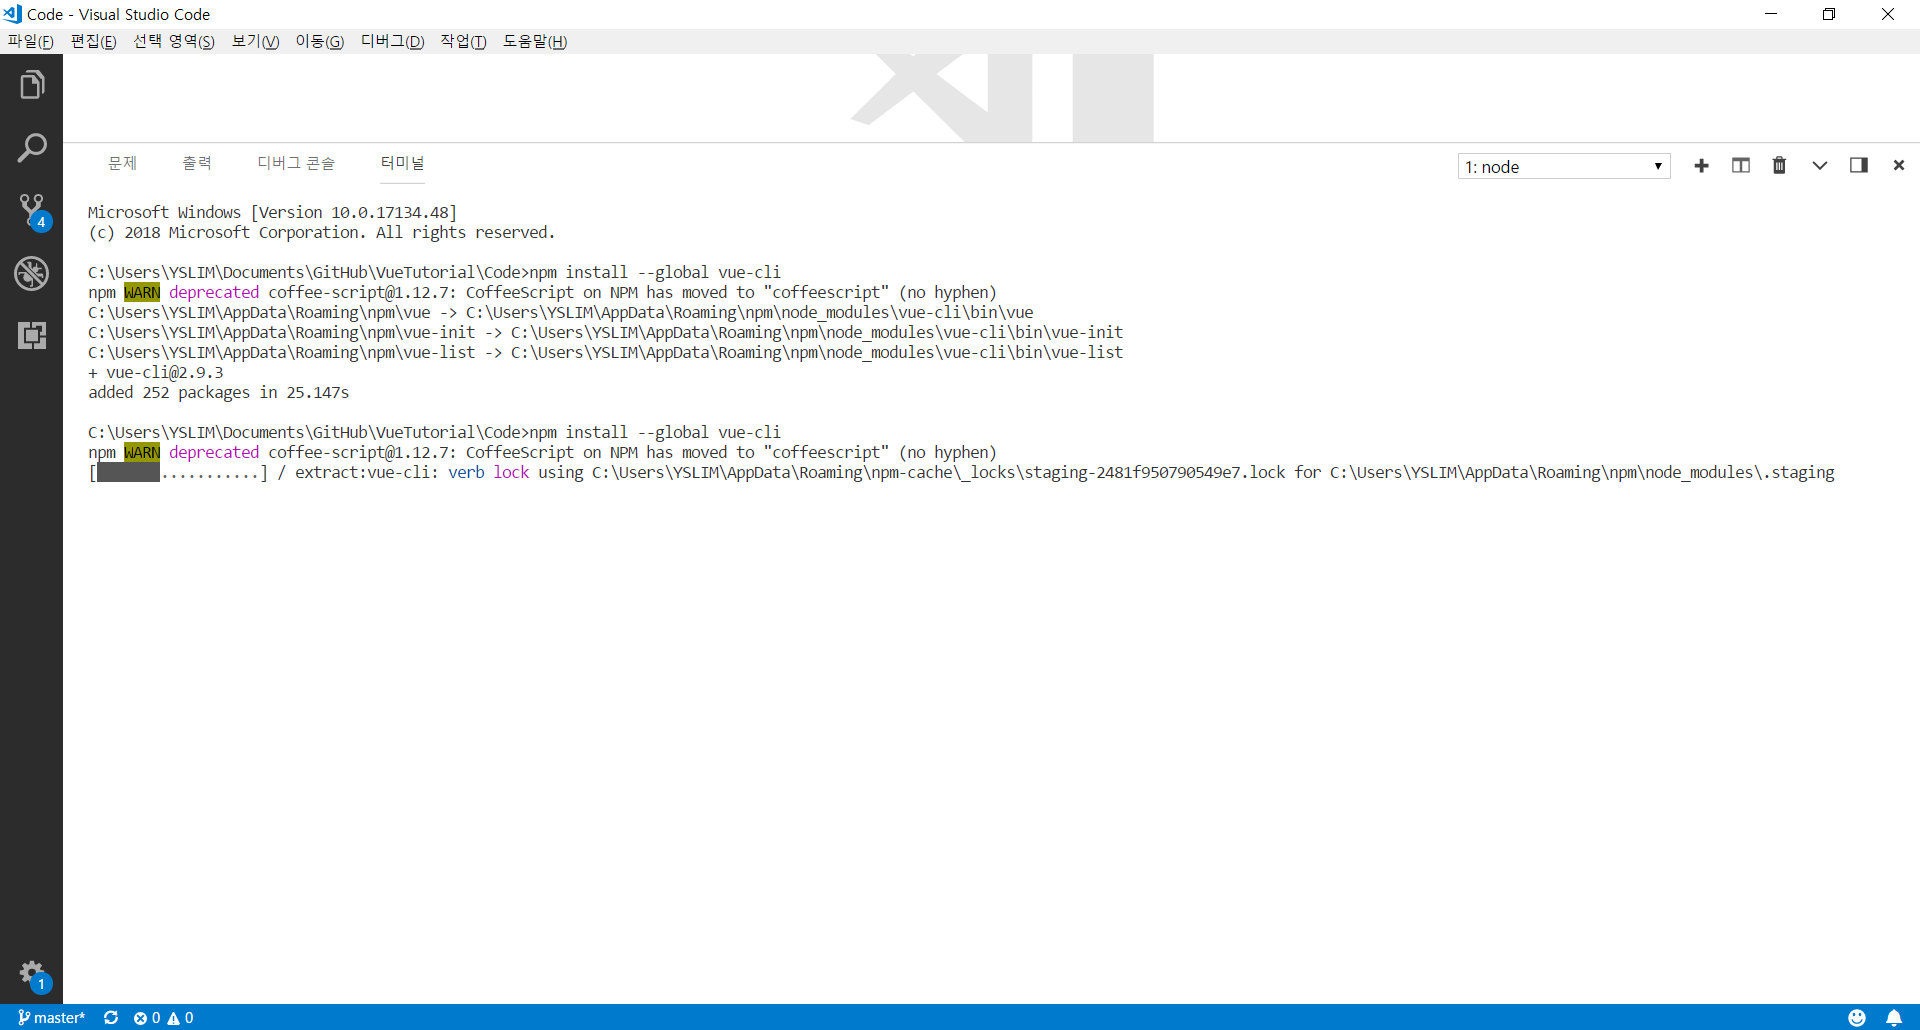 Code - Visual Studio Code
파일(F) 편집(E) 선택 영역(S) 보기(V) 이동(G) 디버그(D) 작업(T) 도움말(H)
문제 출력 디버그 콘솔 터미널 1: node
Microsoft Windows [Version 10.0.17134.48]
(c) 2018 Microsoft Corporation. All rights reserved.
C:\Users\YSLIM\Documents\GitHub\VueTutorial\Code>npm install --global vue-cli
npm WARN deprecated coffee-script@1.12.7: CoffeeScript on NPM has moved to "coffeescript" (no hyphen)
C:\Users\YSLIM\AppData\Roaming\npm\vue -> C:\Users\YSLIM\AppData\Roaming\npm\node_modules\vue-cli\bin\vue
C:\Users\YSLIM\AppData\Roaming\npm\vue-init -> C:\Users\YSLIM\AppData\Roaming\npm\node_modules\vue-cli\bin\vue-init
C:\Users\YSLIM\AppData\Roaming\npm\vue-list -> C:\Users\YSLIM\AppData\Roaming\npm\node_modules\vue-cli\bin\vue-list
+ vue-cli@2.9.3
added 252 packages in 25.147s
C:\Users\YSLIM\Documents\GitHub\VueTutorial\Code>npm install --global vue-cli
npm WARN deprecated coffee-script@1.12.7: CoffeeScript on NPM has moved to "coffeescript" (no hyphen)
[...........] / extract:vue-cli: verb lock using C:\Users\YSLIM\AppData\Roaming\npm-cache\_locks\staging-2481f950790549e7.lock for C:\Users\YSLIM\AppData\Roaming\npm\node_modules\.staging
4
1
master* 0 0